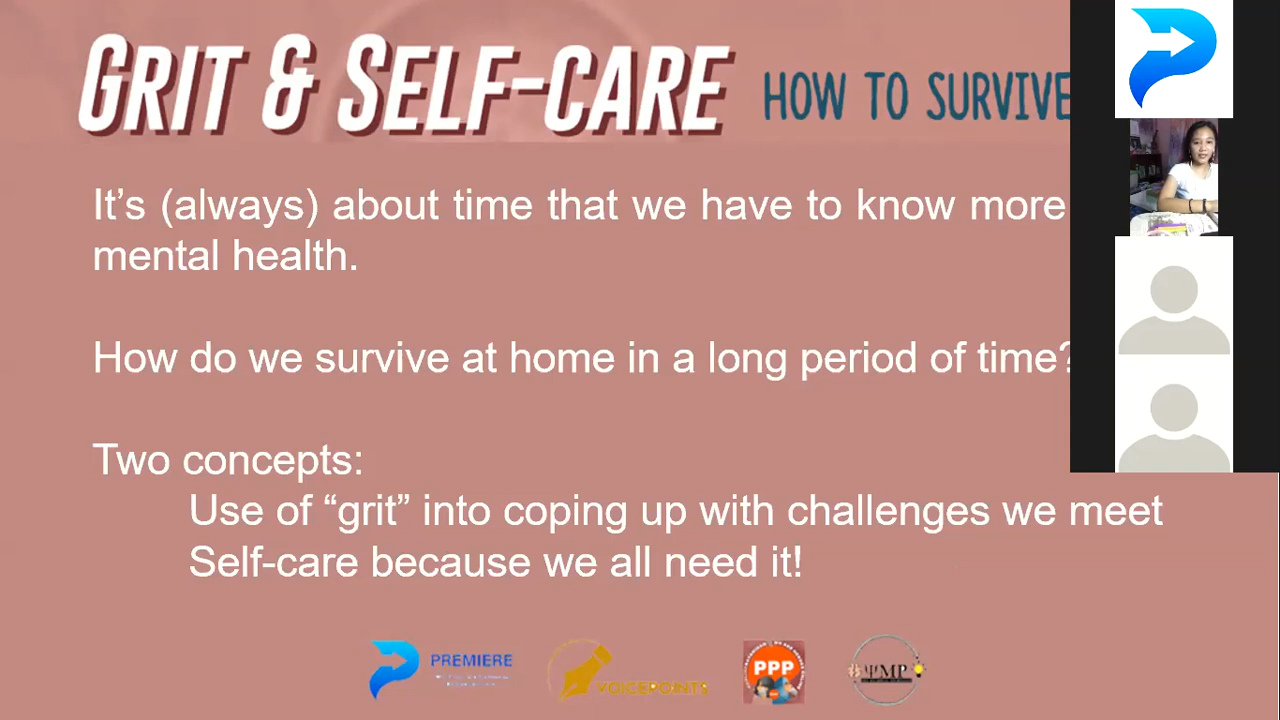 GRIT & SELF-CARE HOW TO SURVIVE
It's (always) about time that we have to know more
mental health.
How do we survive at home in a long period of time?
Two concepts:
Use of “grit” into coping up with challenges we meet
Self-care because we all need it!
PREMIERE
VOICEPOINTS
PPP
ΨMP